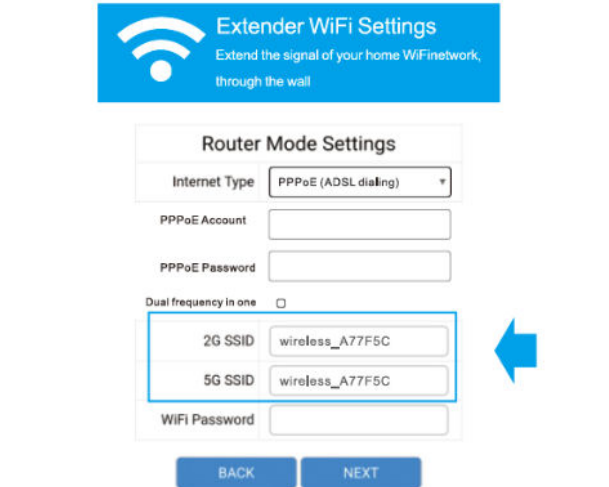 Extender WiFi Settings
Extend the signal of your home WiFinetwork,
through the wall
Router Mode Settings
Internet Type PPPoE (ADSL dialing)
PPPoE Account
PPPoE Password
Dual frequency in one
2G SSID wireless_A77F5C
5G SSID wireless_A77F5C
WiFi Password
BACK NEXT